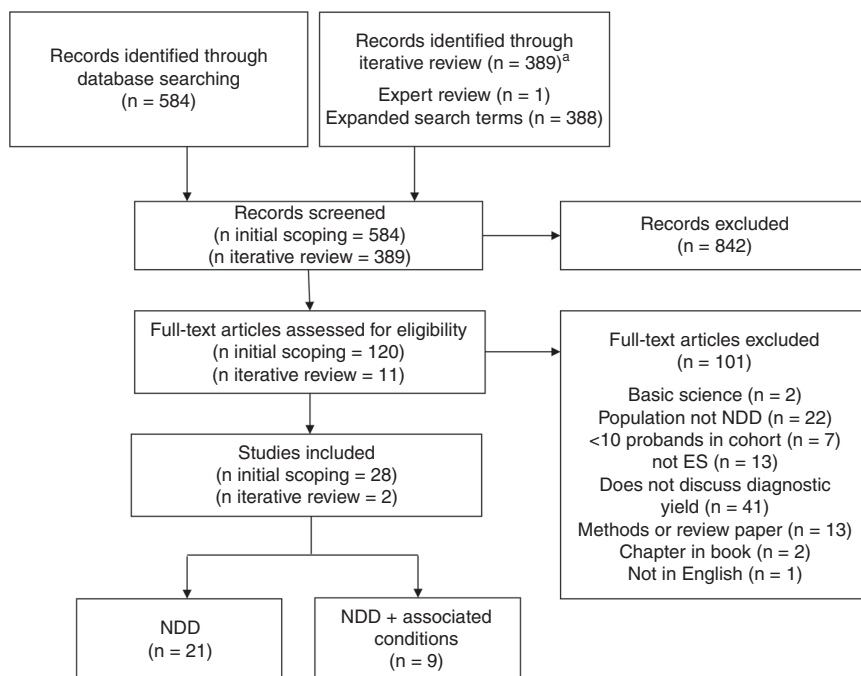 Records identified through
database searching
(n = 584)
Records identified through
iterative review (n = 389)a
Expert review (n = 1)
Expanded search terms (n = 388)
Records screened
(n initial scoping = 584)
(n iterative review = 389)
Records excluded
(n = 842)
Full-text articles assessed for eligibility
(n initial scoping = 120)
(n iterative review = 11)
Full-text articles excluded
(n = 101)
Basic science (n = 2)
Population not NDD (n = 22)
<10 probands in cohort (n = 7)
not ES (n = 13)
Does not discuss diagnostic
yield (n = 41)
Methods or review paper (n = 13)
Chapter in book (n = 2)
Not in English (n = 1)
Studies included
(n initial scoping = 28)
(n iterative review = 2)
NDD
(n = 21)
NDD + associated
conditions
(n = 9)